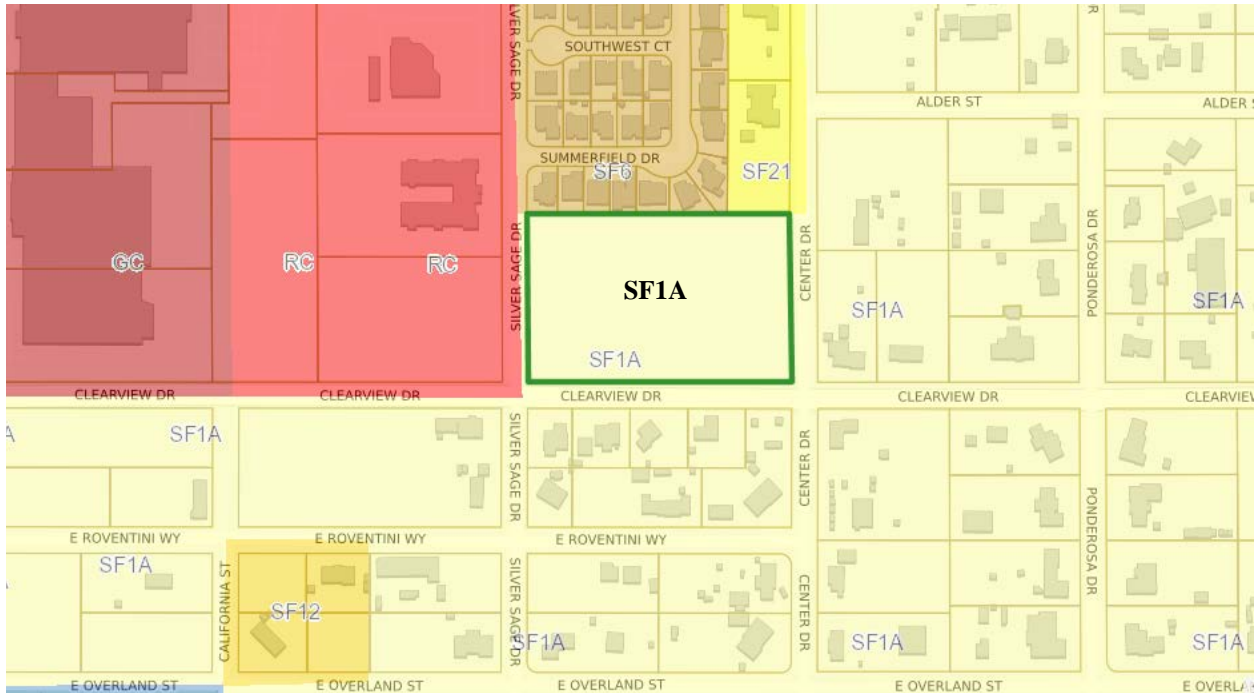 LVER SAGE DR
SOUTHWEST CT
ALDER ST
ALDER S
SUMMERFIELD DR
SF6
SF21
SILVER SAGE DR
CENTER DR
PONDEROSA DR
GC
RC
RC
SF1A
SF1A
SF1A
SF1A
CLEARVIEW DR
CLEARVIEW DR
CLEARVIEW DR
CLEARVIEW DR
CLEARVIEW
A
SF1A
SILVER SAGE DR
CENTER DR
PONDEROSA DR
E ROVENTINI WY
E ROVENTINI WY
E ROVENTINI WY
SF1A
CALIFORNIA ST
SF12
SILVER SAGE DR
SF1A
CENTER DR
SF1A
SF1A
E OVERLAND ST
E OVERLAND ST
E OVERLAND ST
E OVERLAND ST
E OVERLA